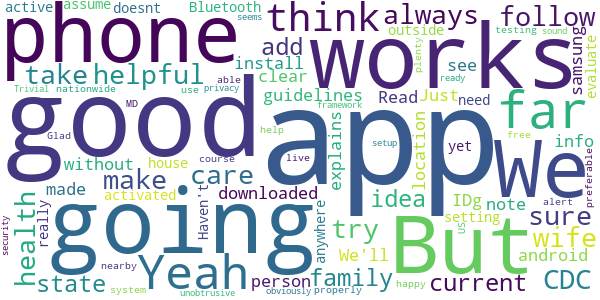 active doesnt assume Bluetooth
phone think always follow
works
seems add outside samsung
install
take helpful clear see evaluate
testing sound plenty
Trivial nationwide able ready
guidelines Just need
good app We far
MD use privacy Read yet
framework
without house care explains location info
Glad course help setup free
health made make downloaded idea IDg note
activated Haven't live alert preferable
going But
really try setting sure
anywhere We'll US wife
state Yeah person family android
nearby current CDC
security system unobtrusive obviously properly happy